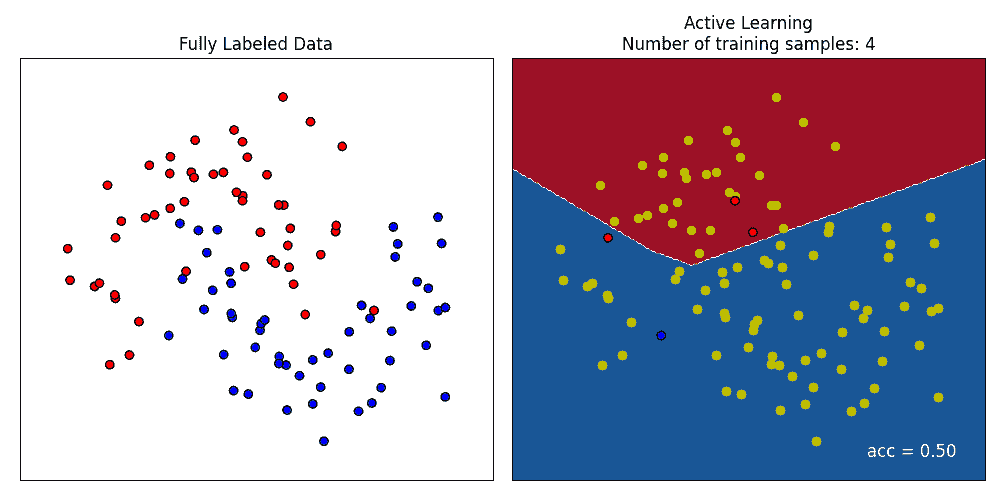 Fully Labeled Data
Active Learning
Number of training samples: 4
acc = 0.50